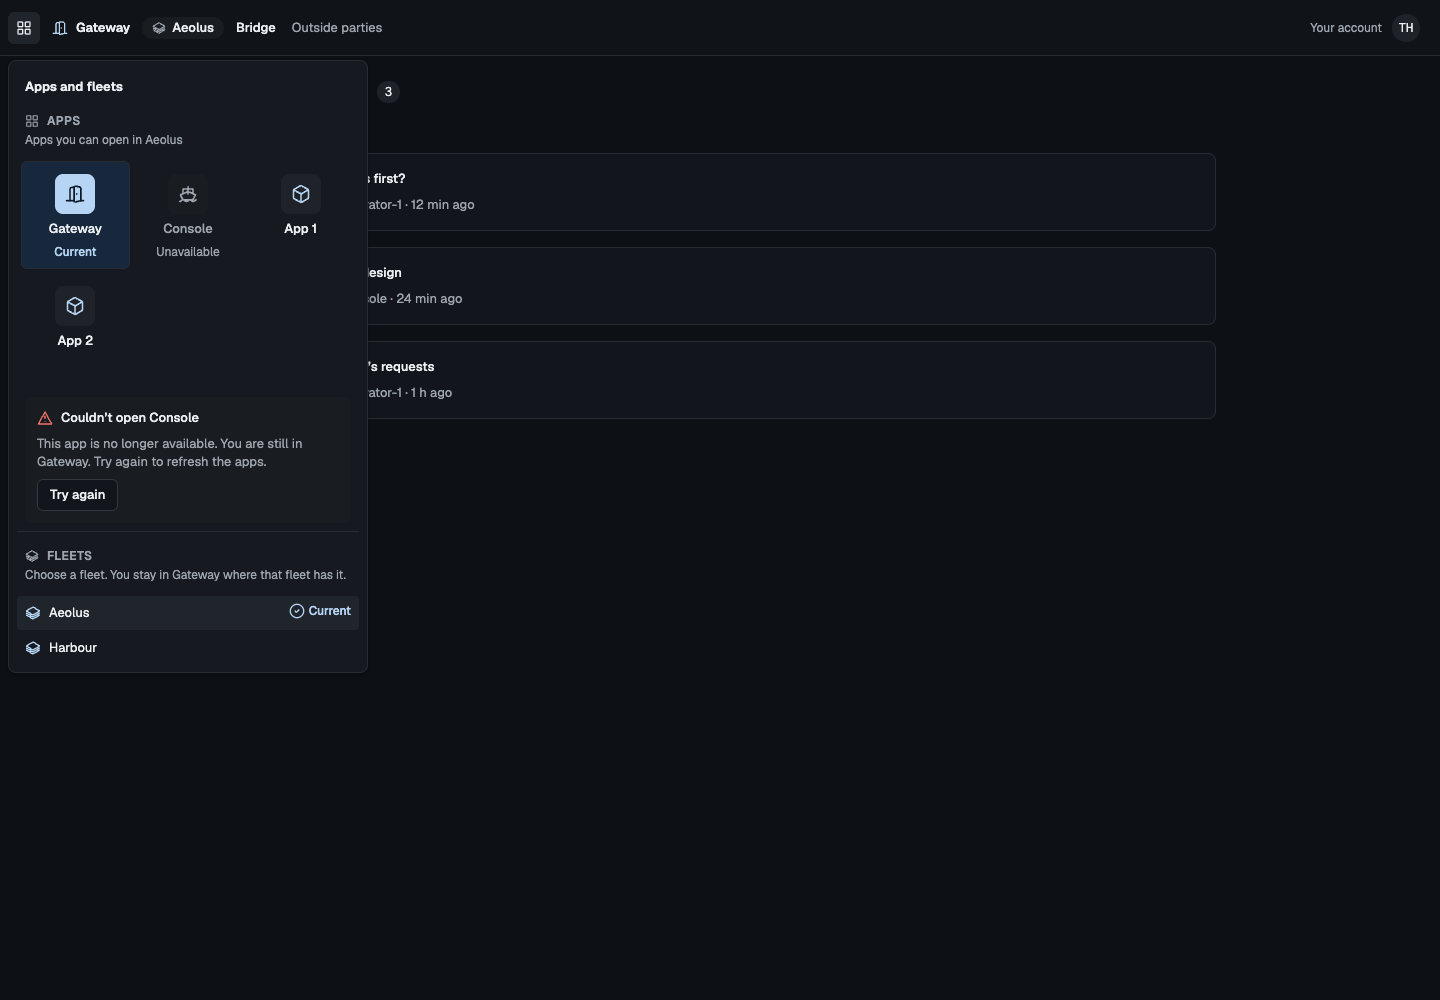 Gateway Aeolus Bridge Outside parties Your account TH
Apps and fleets
3
APPS
Apps you can open in Aeolus
Gateway Console App 1
Current Unavailable
App 2
s first?
rator-1 · 12 min ago
design
sole · 24 min ago
's requests
rator-1 · 1 h ago
Couldn't open Console
This app is no longer available. You are still in
Gateway. Try again to refresh the apps.
Try again
FLEETS
Choose a fleet. You stay in Gateway where that fleet has it.
Aeolus Current
Harbour